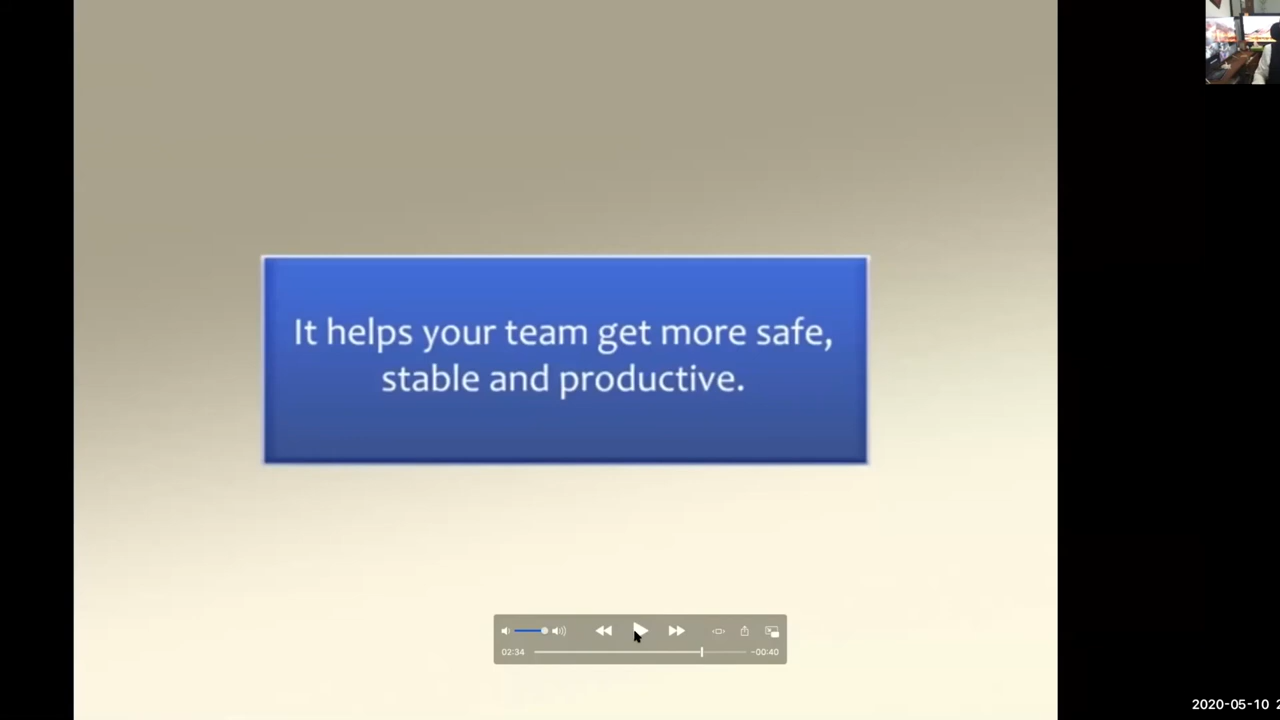 It helps your team get more safe,
stable and productive.
02:34
-00:40
2020-05-10